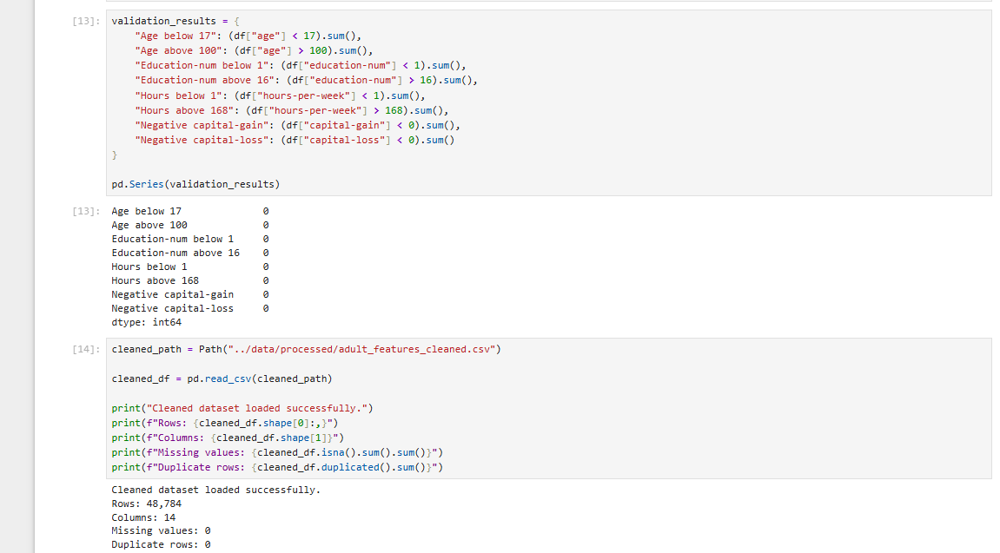 [13]: validation_results = {
"Age below 17": (df["age"] < 17).sum(),
"Age above 100": (df["age"] > 100).sum(),
"Education-num below 1": (df["education-num"] < 1).sum(),
"Education-num above 16": (df["education-num"] > 16).sum(),
"Hours below 1": (df["hours-per-week"] < 1).sum(),
"Hours above 168": (df["hours-per-week"] > 168).sum(),
"Negative capital-gain": (df["capital-gain"] < 0).sum(),
"Negative capital-loss": (df["capital-loss"] < 0).sum()
}
pd.Series(validation_results)
[13]: Age below 17 0
Age above 100 0
Education-num below 1 0
Education-num above 16 0
Hours below 1 0
Hours above 168 0
Negative capital-gain 0
Negative capital-loss 0
dtype: int64
[14]: cleaned_path = Path("../data/processed/adult_features_cleaned.csv")
cleaned_df = pd.read_csv(cleaned_path)
print("Cleaned dataset loaded successfully.")
print(f"Rows: {cleaned_df.shape[0]:,}")
print(f"Columns: {cleaned_df.shape[1]}")
print(f"Missing values: {cleaned_df.isna().sum().sum()}")
print(f"Duplicate rows: {cleaned_df.duplicated().sum()}")
Cleaned dataset loaded successfully.
Rows: 48,784
Columns: 14
Missing values: 0
Duplicate rows: 0